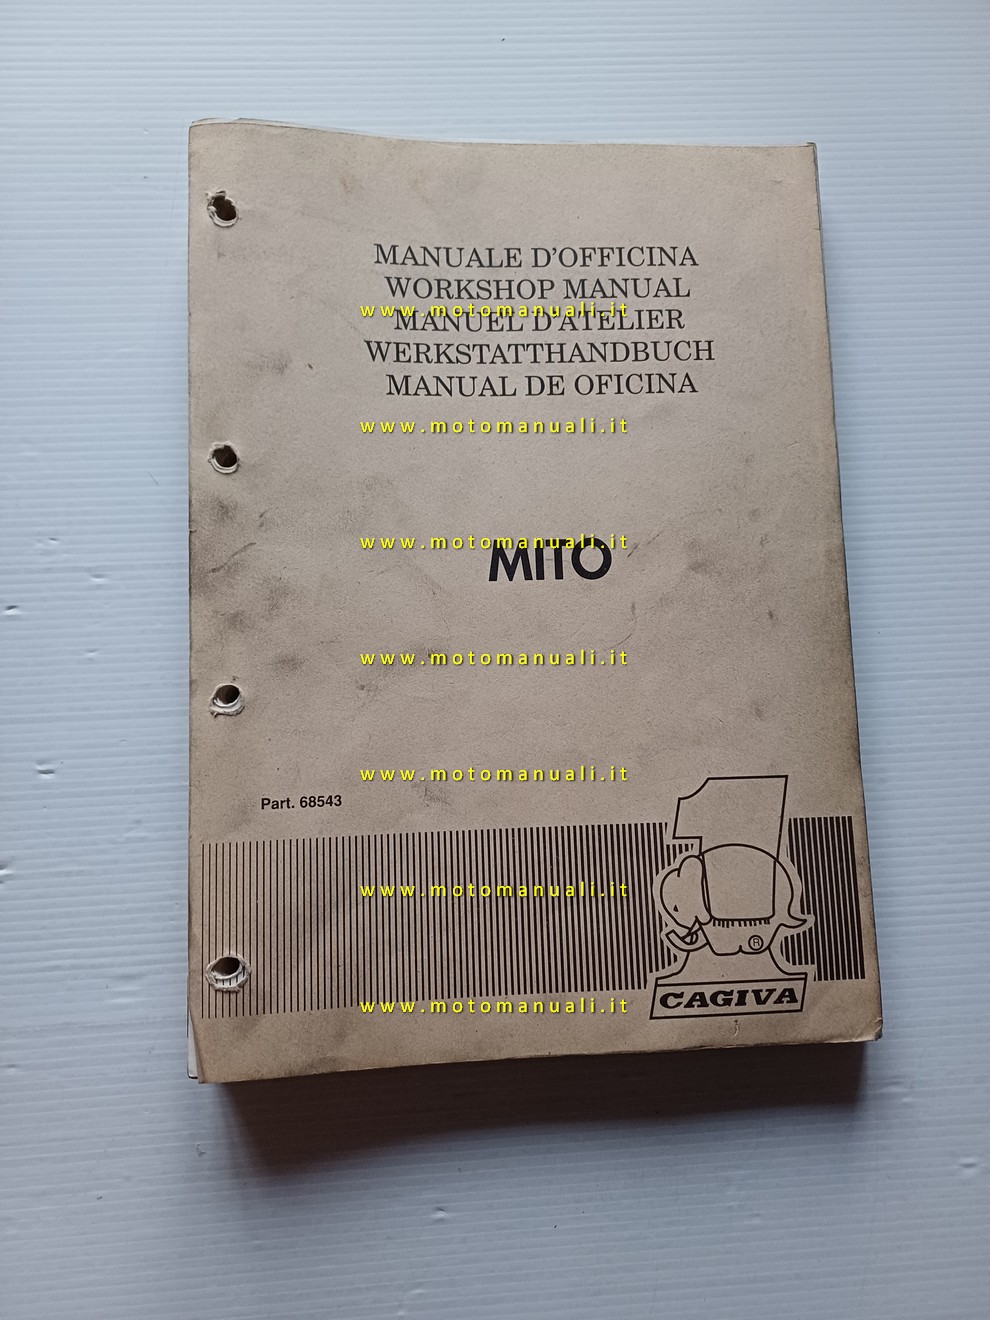 MANUALE D'OFFICINA
WORKSHOP MANUAL
www.motomanuali.it
MANUEL D'ATELIER
WERKSTATTHANDBUCH
MANUAL DE OFICINA
www.motomanuali.it
www.motomanuali.it
MITO
www.motomanuali.it
www.motomanuali.it
Part. 68543
1
www.motomanuali.it
®
CAGIVA
www.motomanuali.it